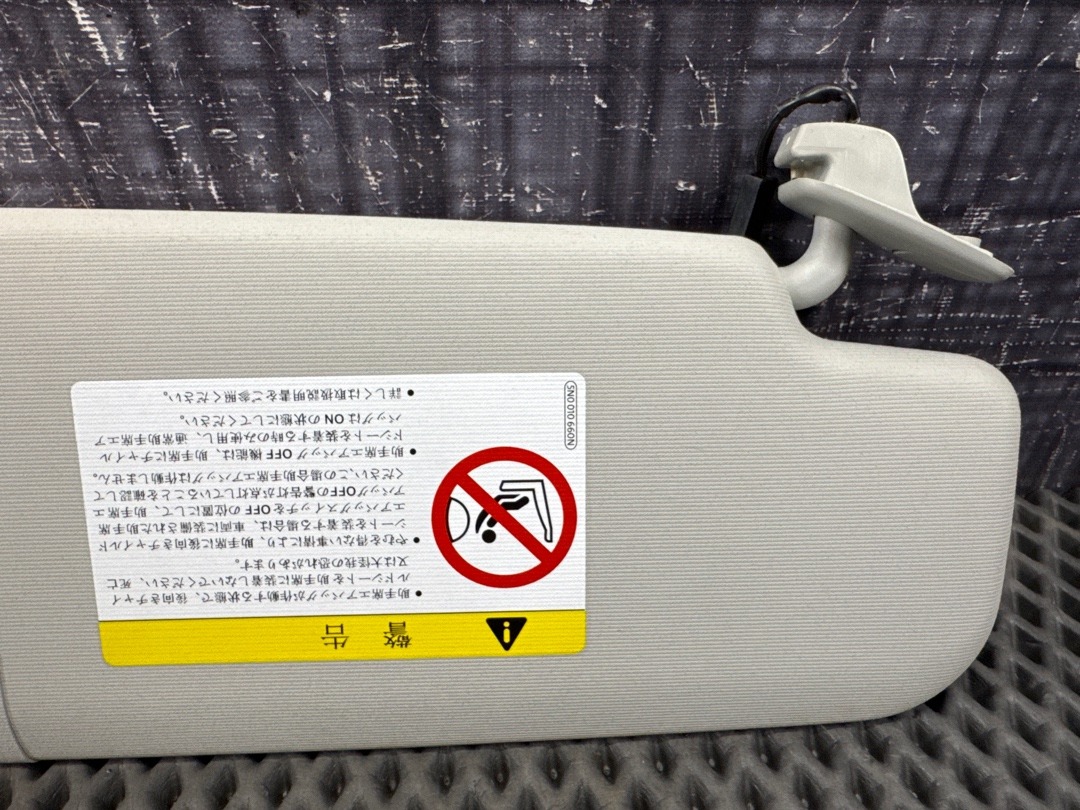 警 告
● 助手席エアバッグが作動する状態で、後向きチャイ
ルドシートを助手席に装着しないでください、死亡
又は大怪我の恐れがあります。
● やむを得ない事情により、助手席に後向きチャイルド
シートを装着する場合は、車両に装備された助手席
エアバッグスイッチをOFFの位置にして、助手席エ
アバッグOFFの警告灯が点灯していることを確認して
ください、この場合助手席エアバッグは作動しません。
● 助手席エアバッグ OFF 機能は、助手席にチャイル
ドシートを装着する時のみ使用し、通常助手席エア
バッグは ON の状態にしてください。
● 詳しくは取扱説明書をご参照ください。
5N0 010 660N